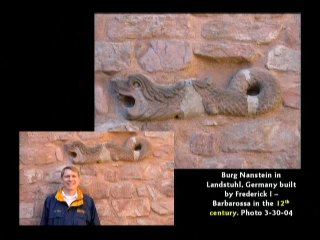 Burg Nanstein in
Landstuhl, Germany built
by Frederick I –
Barbarossa in the 12th
century. Photo 3-30-04